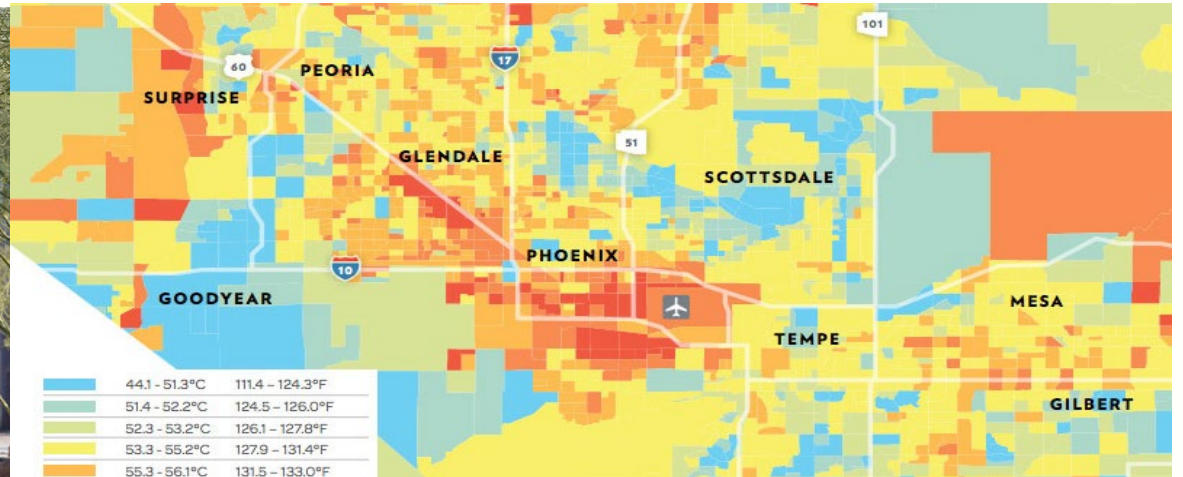 101
60
PEORIA
17
SURPRISE
51
GLENDALE
SCOTTSDALE
PHOENIX
10
GOODYEAR
MESA
TEMPE
GILBERT
44.1 - 51.3°C 111.4 – 124.3°F
51.4 - 52.2°C 124.5 – 126.0°F
52.3 - 53.2°C 126.1 – 127.8°F
53.3 - 55.2°C 127.9 – 131.4°F
55.3 - 56.1°C 131.5 – 133.0°F